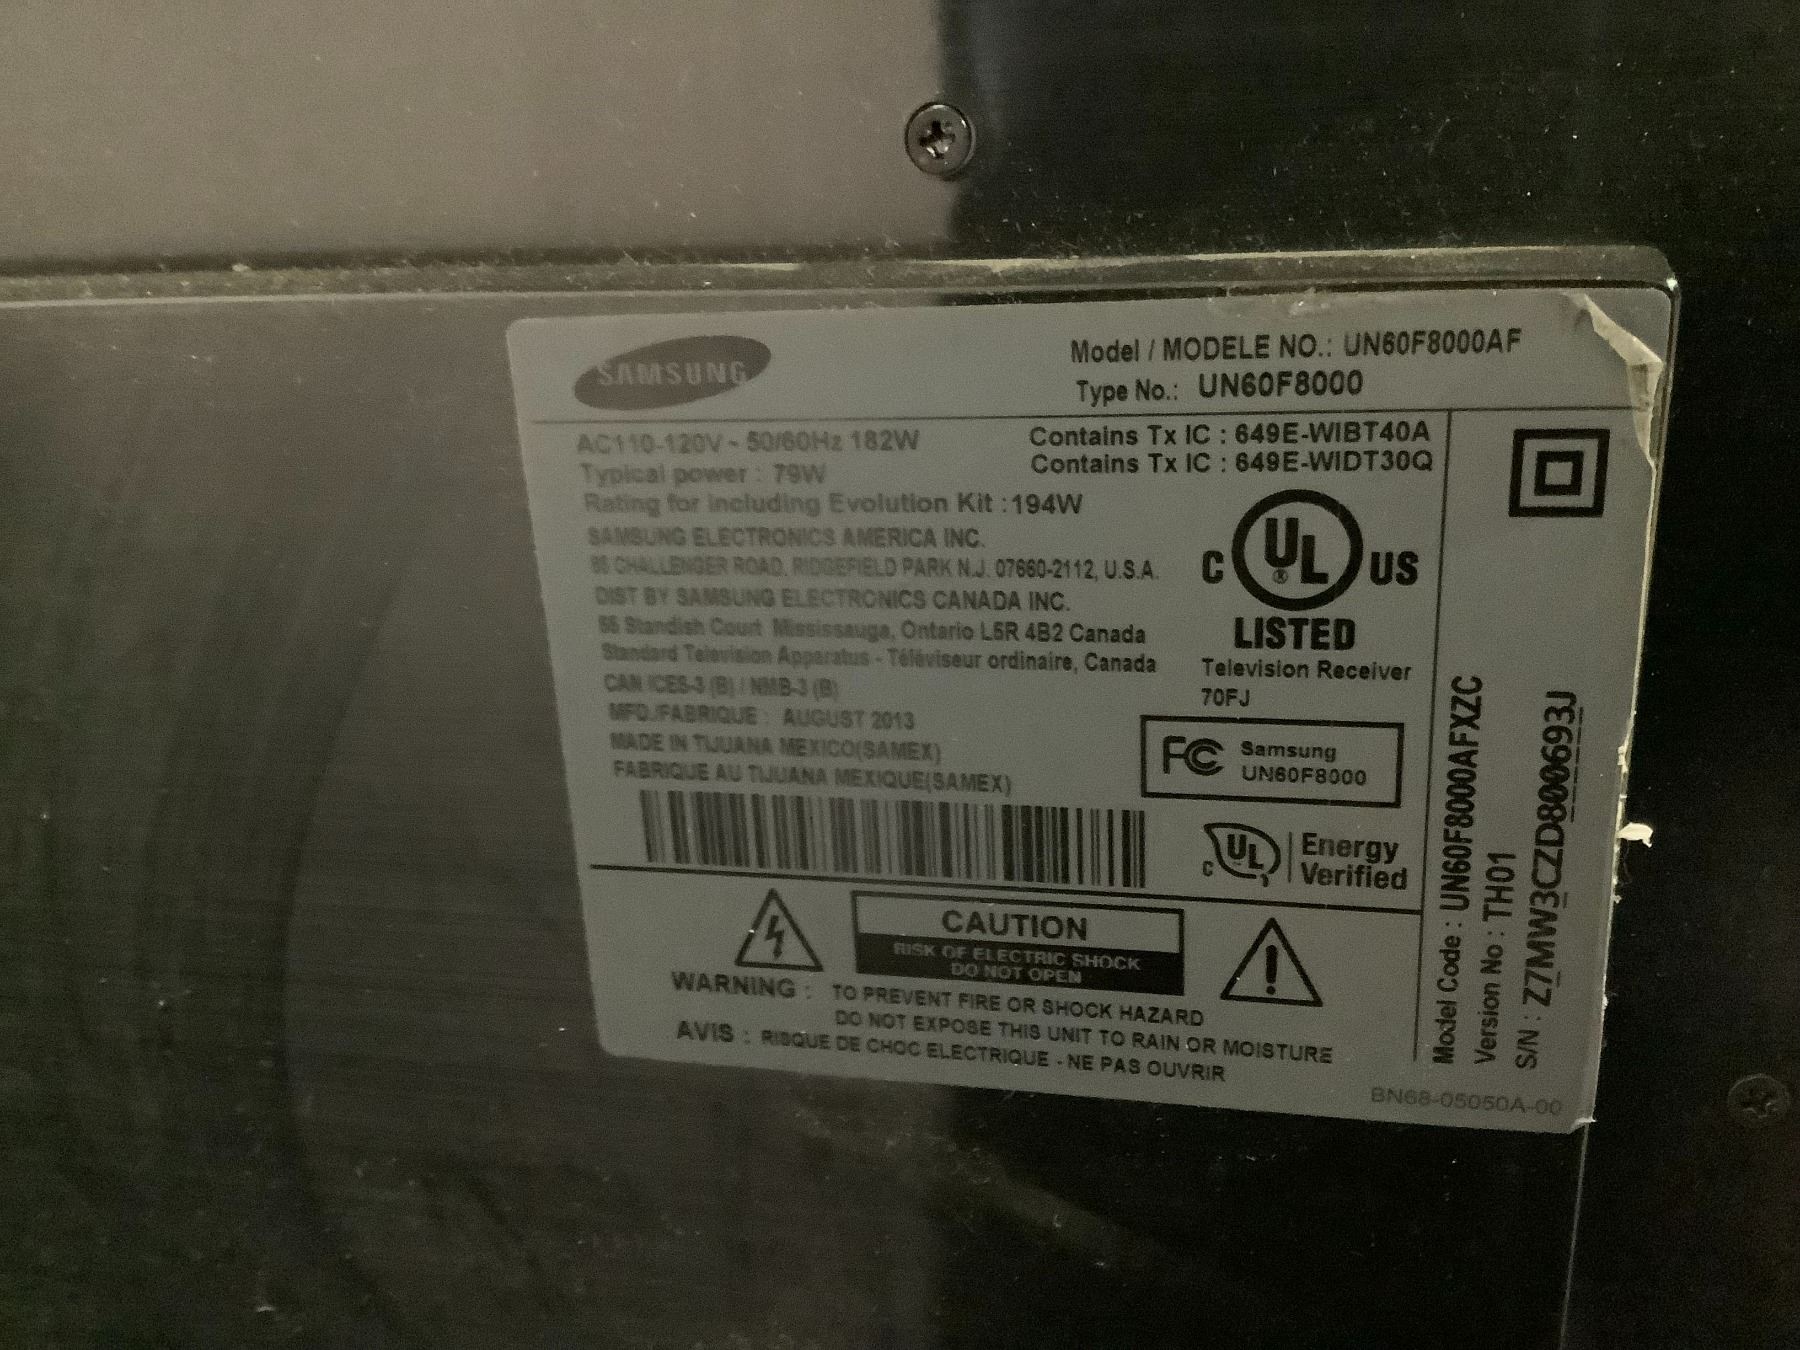 SAMSUNG
Model / MODELE NO.: UN60F8000AF
Type No.: UN60F8000
AC110-120V ~ 50/60Hz 182W
Typical power : 79W
Rating for including Evolution Kit :194W
Contains Tx IC : 649E-WIBT40A
Contains Tx IC : 649E-WIDT30Q
SAMSUNG ELECTRONICS AMERICA INC.
85 CHALLENGER ROAD, RIDGEFIELD PARK N.J. 07660-2112, U.S.A.
DIST BY SAMSUNG ELECTRONICS CANADA INC.
55 Standish Court Mississauga, Ontario L5R 4B2 Canada
Standard Television Apparatus - Téléviseur ordinaire, Canada
CAN ICES-3 (B) / NMB-3 (B)
MFD./FABRIQUE : AUGUST 2013
MADE IN TIJUANA MEXICO(SAMEX)
FABRIQUE AU TIJUANA MEXIQUE(SAMEX)
C UL ® US
LISTED
Television Receiver
70FJ
FC Samsung
UN60F8000
c UL Energy
Verified
CAUTION
RISK OF ELECTRIC SHOCK
DO NOT OPEN
WARNING : TO PREVENT FIRE OR SHOCK HAZARD
DO NOT EXPOSE THIS UNIT TO RAIN OR MOISTURE
AVIS : RISQUE DE CHOC ELECTRIQUE - NE PAS OUVRIR
Model Code : UN60F8000AFXZC
Version No : TH01
S/N : Z7MW3CZD800693J
BN68-05050A-00